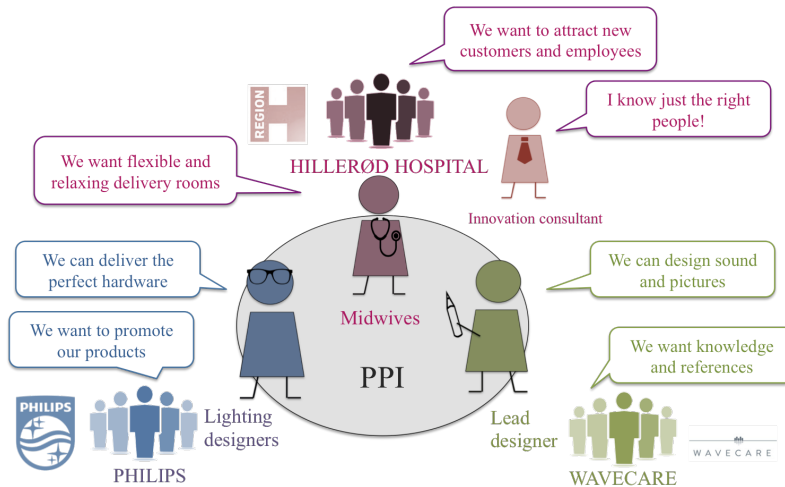 We want to attract new
customers and employees
REGION
H
I know just the right
people!
HILLERØD HOSPITAL
We want flexible and
relaxing delivery rooms
Innovation consultant
We can deliver the
perfect hardware
We can design sound
and pictures
Midwives
We want to promote
our products
We want knowledge
and references
PPI
PHILIPS
Lighting
designers
Lead
designer
PHILIPS
WAVECARE
WAVECARE